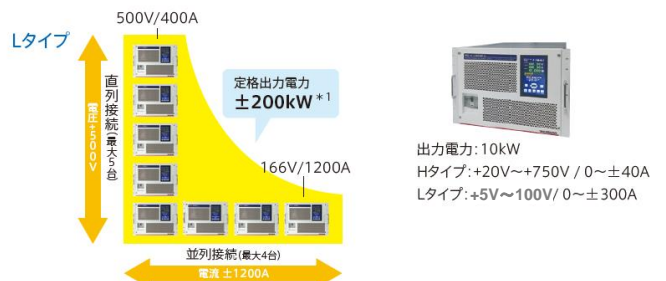 500V/400A
Lタイプ
直列接続(最大5台)
電圧+500V
定格出力電力
±200kW*1
166V/1200A
並列接続(最大4台)
電流 ±1200A
出力電力:10kW
Hタイプ:+20V~+750V / 0~±40A
Lタイプ:+5V~100V/ 0~±300A